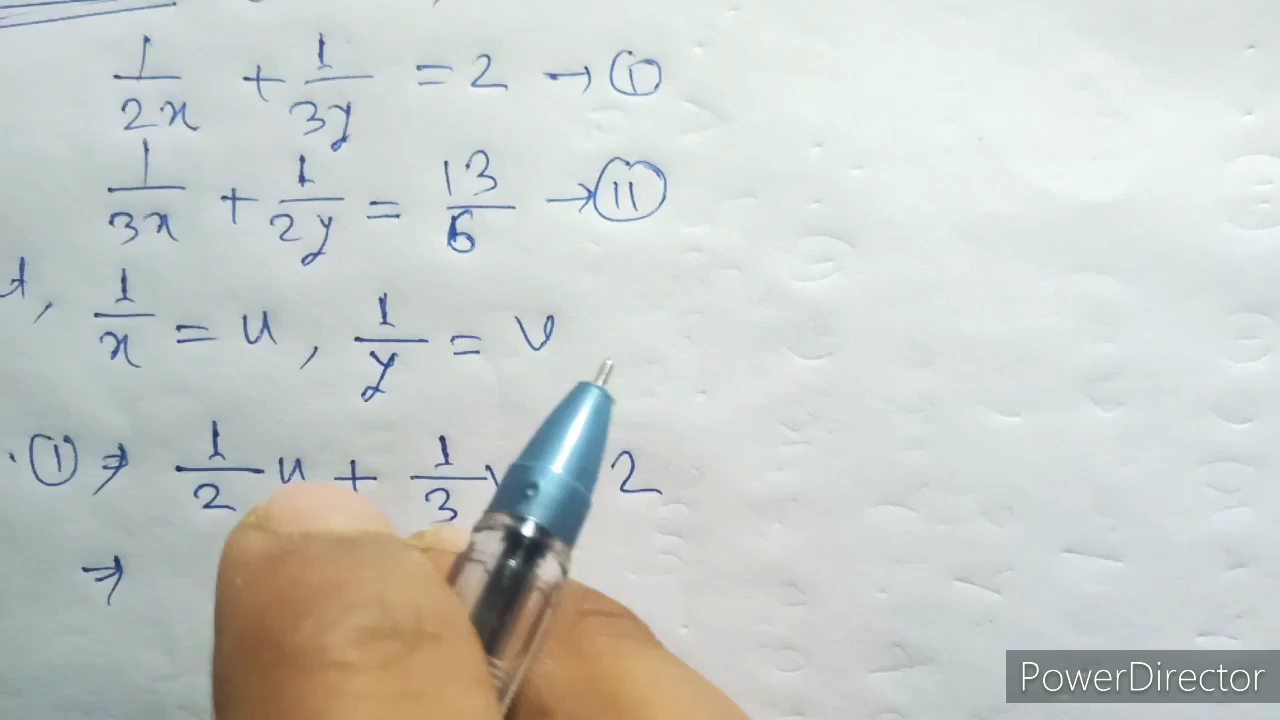 1/2x + 1/3y = 2 → (I)
1/3x + 1/2y = 13/6 → (II)
1/x = u, 1/y = v
(I) ⇒ 1/2 u + 1/3 2
⇒
PowerDirector